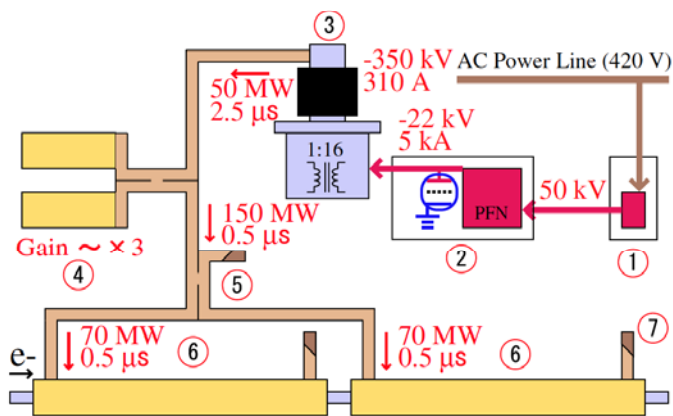 ③
-350 kV
310 A
AC Power Line (420 V)
50 MW
2.5 µs
-22 kV
5 kA
1:16
50 kV
PFN
150 MW
0.5 µs
Gain ～ × 3
④
②
①
⑤
70 MW
0.5 µs
⑥
70 MW
0.5 µs
⑥
⑦
e-